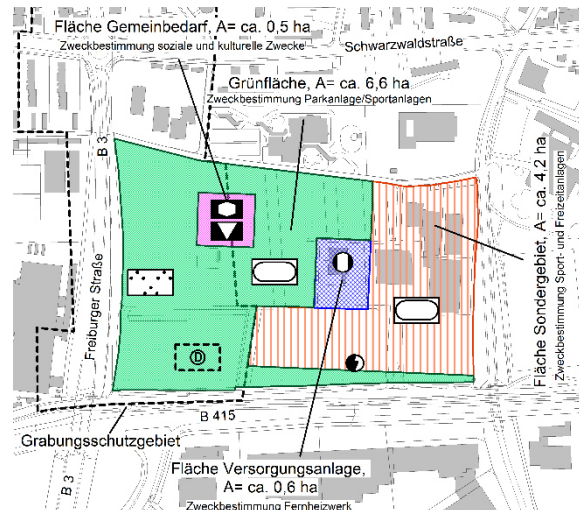 Fläche Gemeinbedarf, A= ca. 0,5 ha
Zweckbestimmung soziale und kulturelle Zwecke
Schwarzwaldstraße
Grünfläche, A= ca. 6,6 ha
Zweckbestimmung Parkanlage/Sportanlagen
B 3
Freiburger Straße
Fläche Sondergebiet, A= ca. 4,2 ha
Zweckbestimmung Sport- und Freizeitanlagen
D
B 415
Grabungsschutzgebiet
Fläche Versorgungsanlage,
A= ca. 0,6 ha
Zweckbestimmung Fernheizwerk
B 3